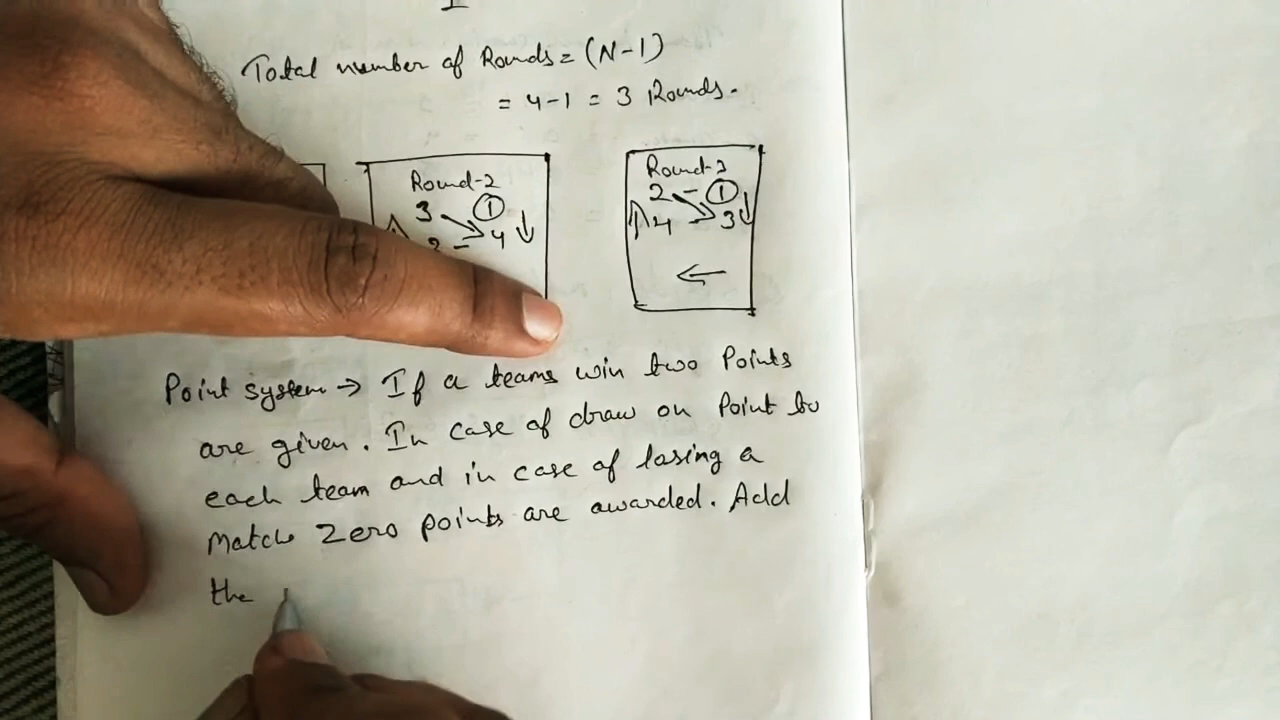 Total number of Rounds = (N-1)
= 4-1 = 3 Rounds.
Round-2
3 1
2 - 4
Round-3
2 - 1
4 3
Point system → If a teams win two Points
are given. In case of draw on Point to
each team and in case of losing a
Match Zero points are awarded. Add
the